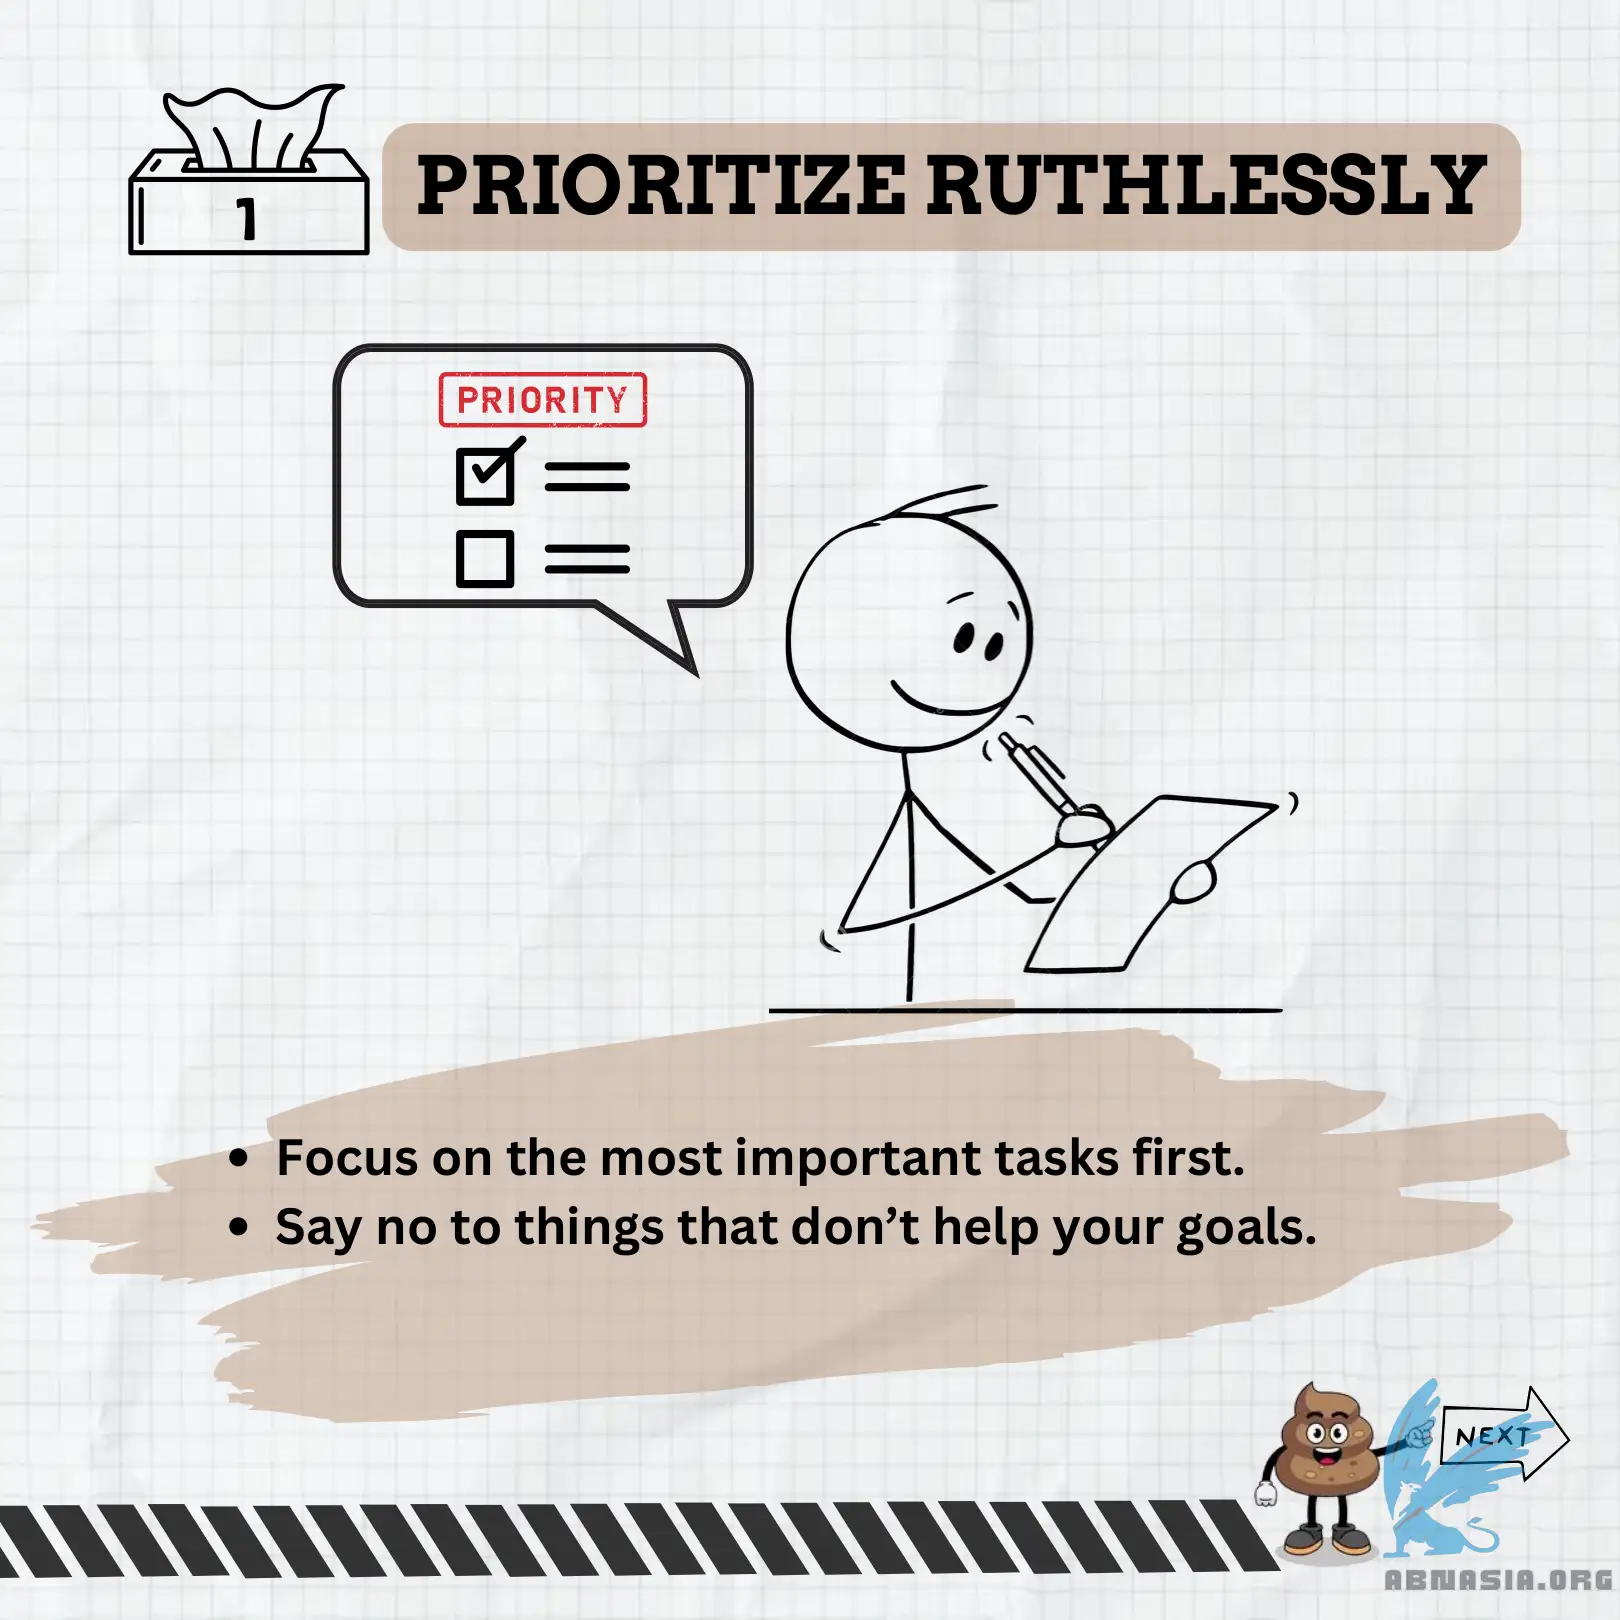 1
PRIORITIZE RUTHLESSLY
PRIORITY
• Focus on the most important tasks first.
• Say no to things that don’t help your goals.
NEXT
ABNASIA.ORG